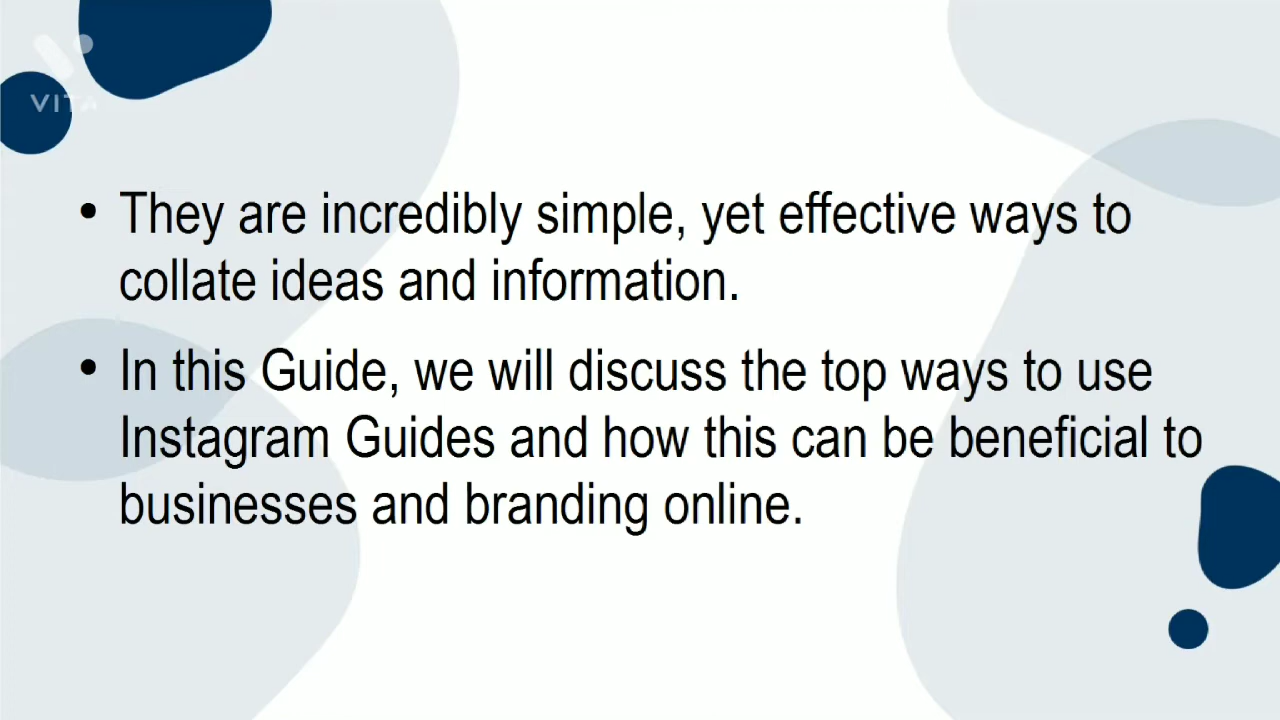 VITA
• They are incredibly simple, yet effective ways to
collate ideas and information.
• In this Guide, we will discuss the top ways to use
Instagram Guides and how this can be beneficial to
businesses and branding online.